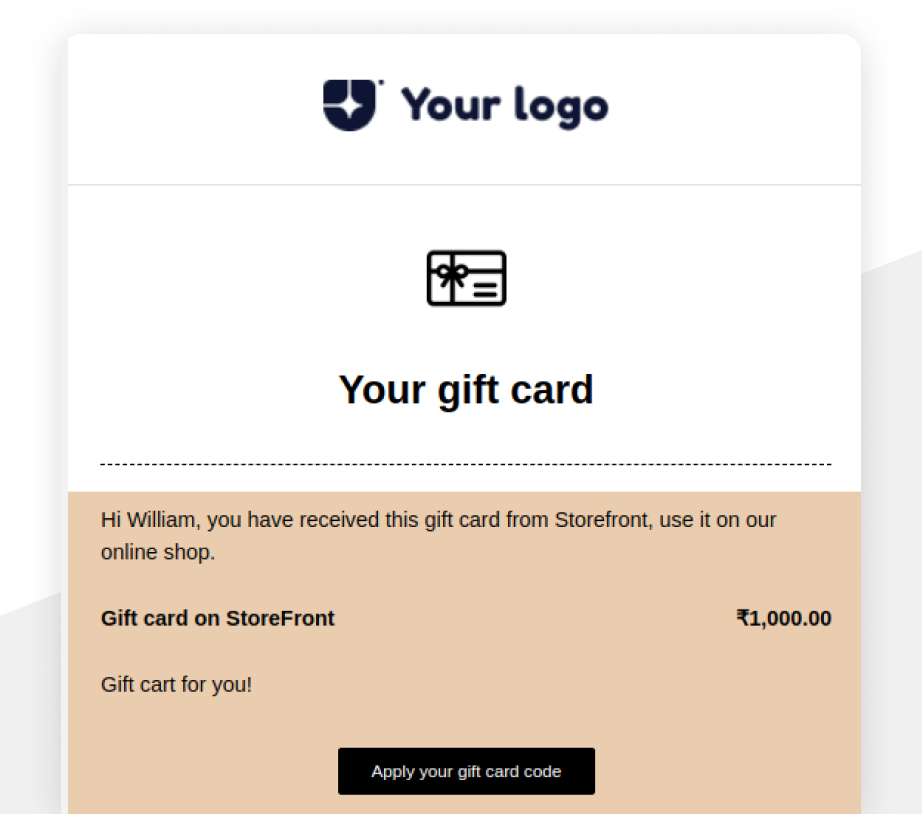 Your logo
Your gift card
Hi William, you have received this gift card from Storefront, use it on our
online shop.
Gift card on StoreFront ₹1,000.00
Gift cart for you!
Apply your gift card code